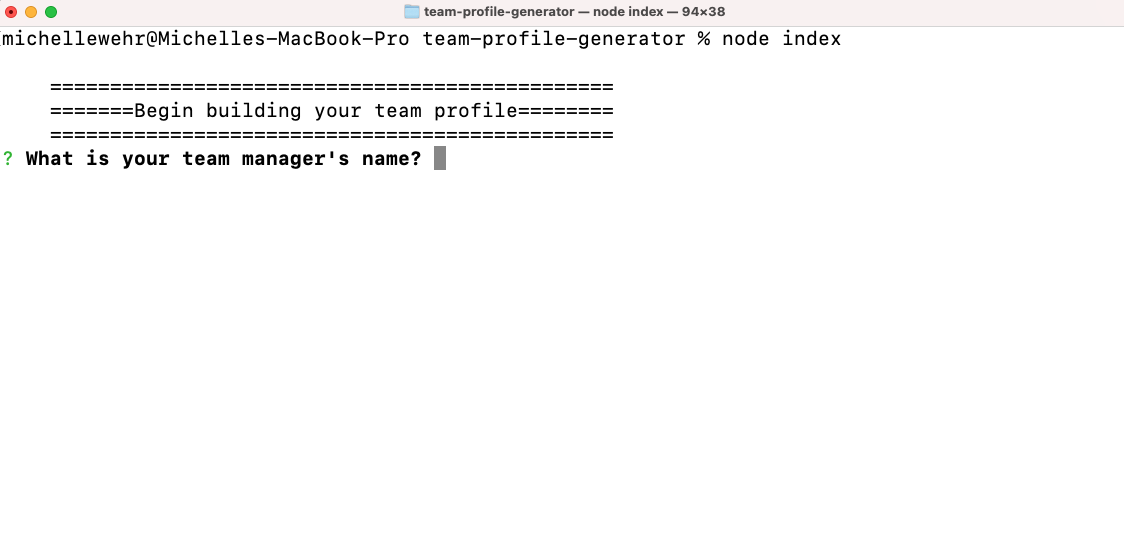 team-profile-generator — node index — 94×38
michellewehr@Michelles-MacBook-Pro team-profile-generator % node index
===============================================
=======Begin building your team profile========
===============================================
? What is your team manager's name?